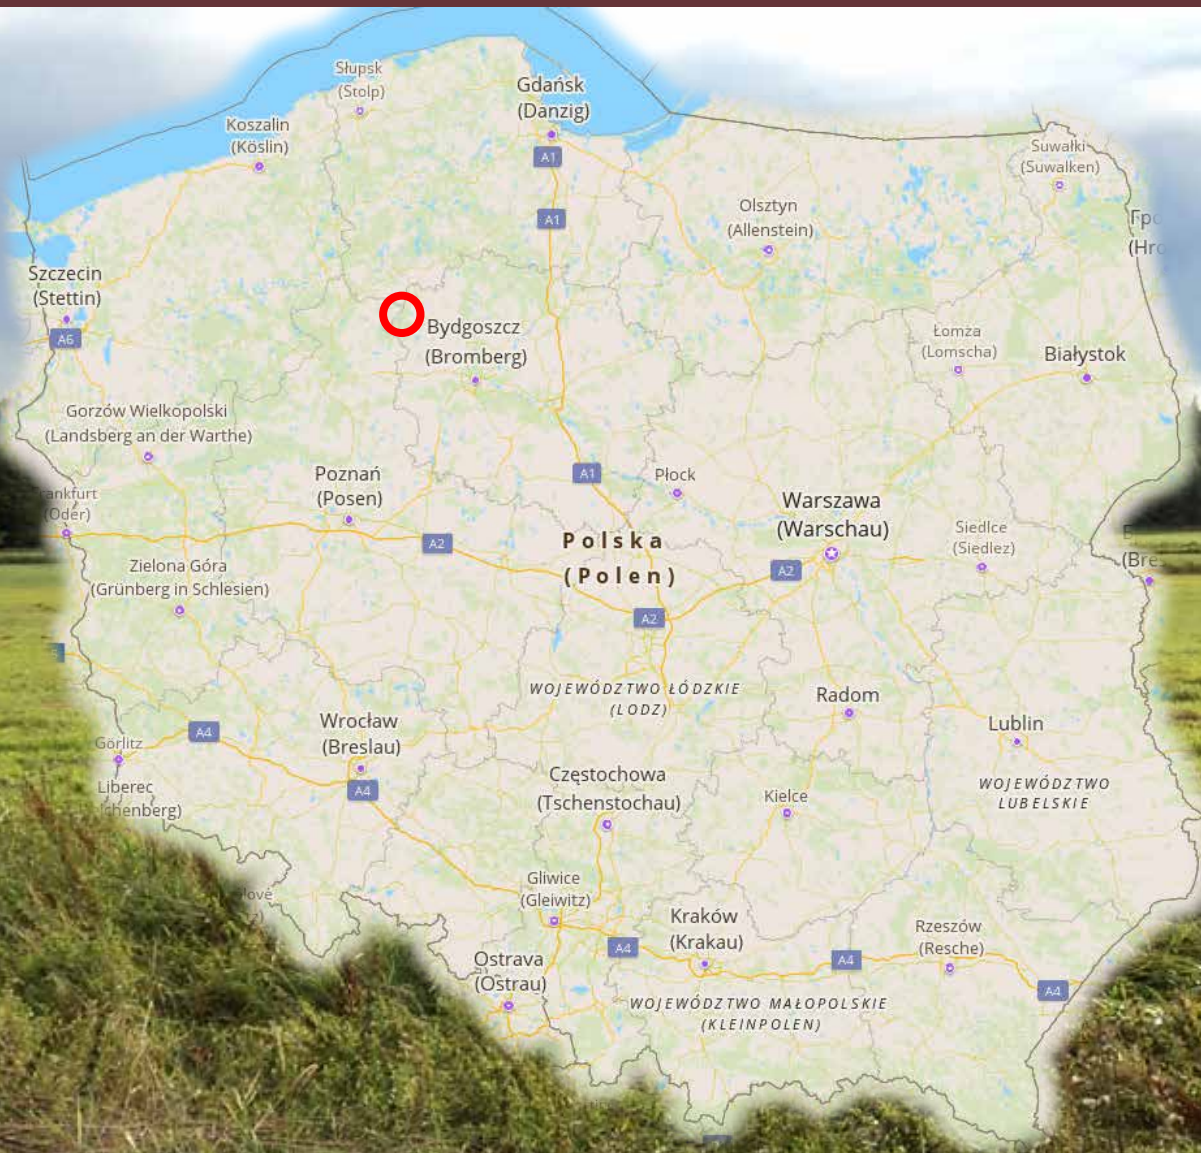 Słupsk
(Stolp)
Gdańsk
(Danzig)
Koszalin
(Köslin)
A1
Suwałki
(Suwalken)
A1
Olsztyn
(Allenstein)
Szczecin
(Stettin)
A6
Bydgoszcz
(Bromberg)
Łomża
(Lomscha)
Białystok
Gorzów Wielkopolski
(Landsberg an der Warthe)
Poznań
(Posen)
A1
Płock
Warszawa
(Warschau)
(Oder)
A2
Polska
(Polen)
Siedlce
(Siedlez)
A2
Zielona Góra
(Grünberg in Schlesien)
A2
WOJEWÓDZTWO ŁÓDZKIE
(LODZ)
Radom
Wrocław
(Breslau)
A4
Lublin
Görlitz
Liberec
A4
Częstochowa
(Tschenstochau)
Kielce
WOJEWÓDZTWO
LUBELSKIE
Gliwice
(Gleiwitz)
Kraków
(Krakau)
Rzeszów
(Resche)
A4
A4
A4
Ostrava
(Ostrau)
WOJEWÓDZTWO MAŁOPOLSKIE
(KLEINPOLEN)